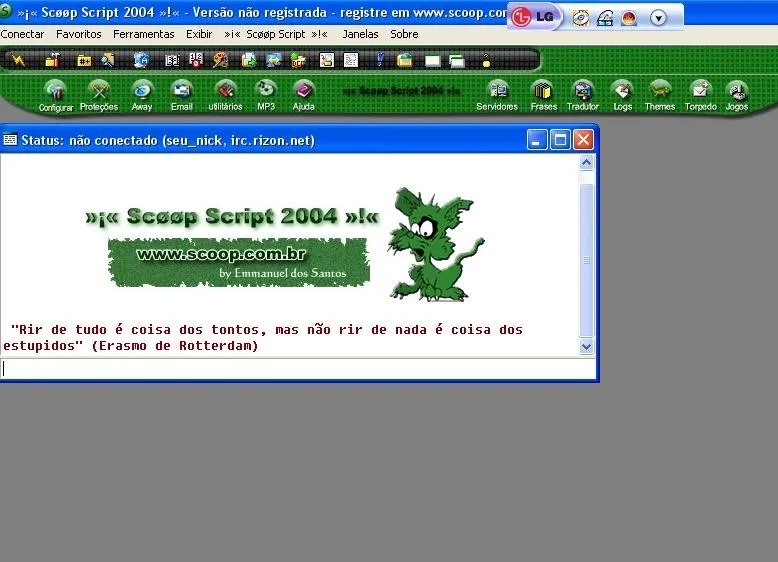 »¡« Scøøp Script 2004 »!« - Versão não registrada - registre em www.scoop.cor
LG
Conectar Favoritos Ferramentas Exibir »i« Scøøp Script »!« Janelas Sobre
Configurar Proteções Away Email utilitários MP3 Ajuda »¡« Scøøp Script 2004 »!« Servidores Frases Tradutor Logs Themes Torpedo Jogos
Status: não conectado (seu_nick, irc.rizon.net)
»¡« Scøøp Script 2004 »!«
www.scoop.com.br
by Emmanuel dos Santos
"Rir de tudo é coisa dos tontos, mas não rir de nada é coisa dos
estupidos" (Erasmo de Rotterdam)